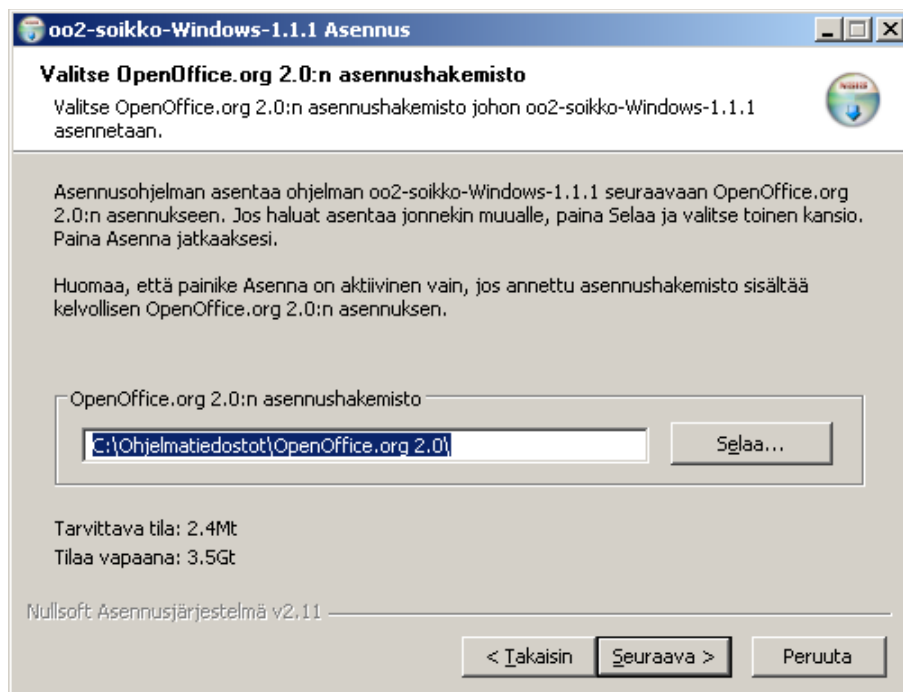 oo2-soikko-Windows-1.1.1 Asennus
Valitse OpenOffice.org 2.0:n asennushakemisto
Valitse OpenOffice.org 2.0:n asennushakemisto johon oo2-soikko-Windows-1.1.1
asennetaan.
Asennusohjelman asentaa ohjelman oo2-soikko-Windows-1.1.1 seuraavaan OpenOffice.org
2.0:n asennukseen. Jos haluat asentaa jonnekin muualle, paina Selaa ja valitse toinen kansio.
Paina Asenna jatkaaksesi.
Huomaa, että painike Asenna on aktiivinen vain, jos annettu asennushakemisto sisältää
kelvollisen OpenOffice.org 2.0:n asennuksen.
OpenOffice.org 2.0:n asennushakemisto
C:\Ohjelmatiedostot\OpenOffice.org 2.0\
Selaa...
Tarvittava tila: 2.4Mt
Tilaa vapaana: 3.5Gt
Nullsoft Asennusjärjestelmä v2.11
< Takaisin
Seuraava >
Peruuta